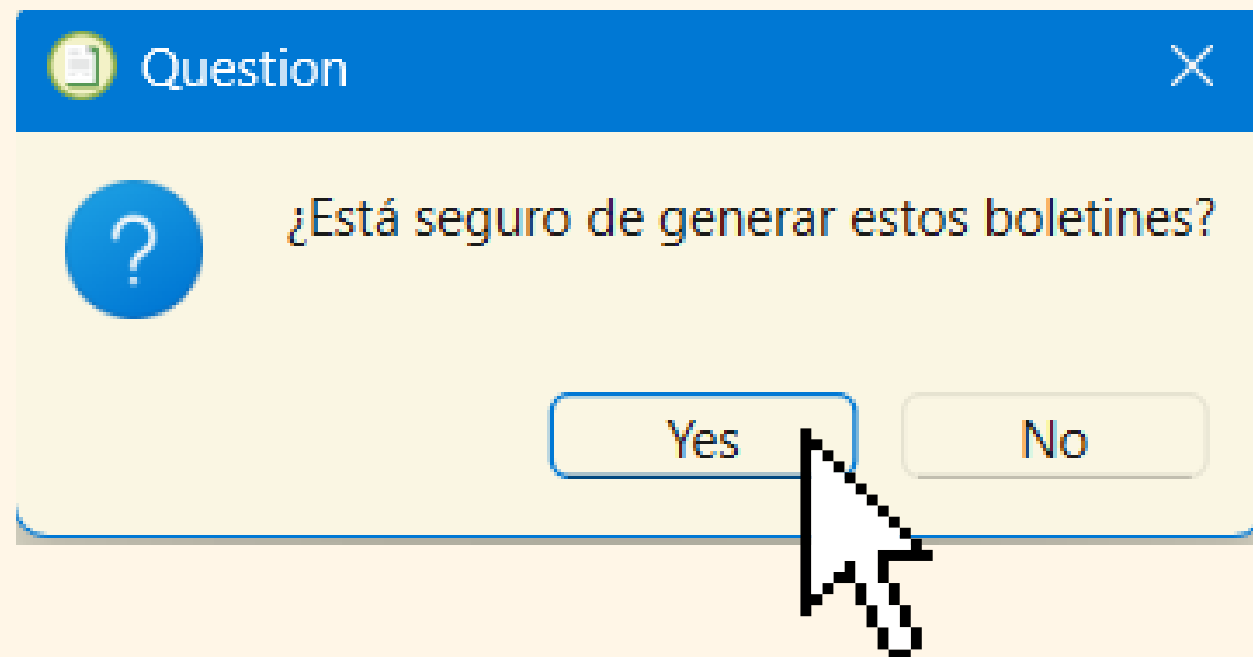 Question
¿Está seguro de generar estos boletines?
Yes
No